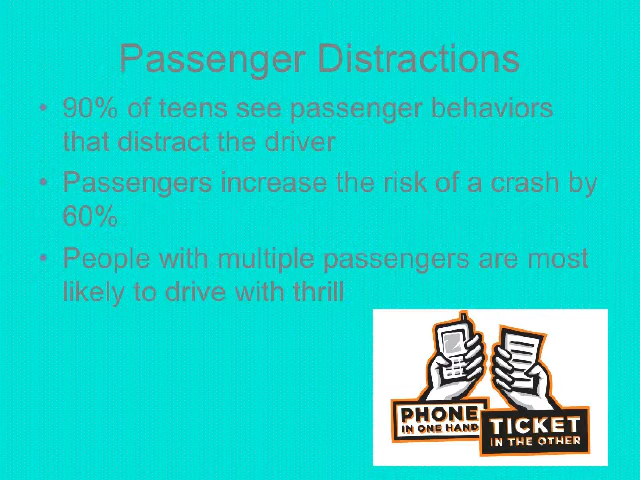 Passenger Distractions
• 90% of teens see passenger behaviors
that distract the driver
• Passengers increase the risk of a crash by
60%
• People with multiple passengers are most
likely to drive with thrill
PHONE
IN ONE HAND
TICKET
IN THE OTHER